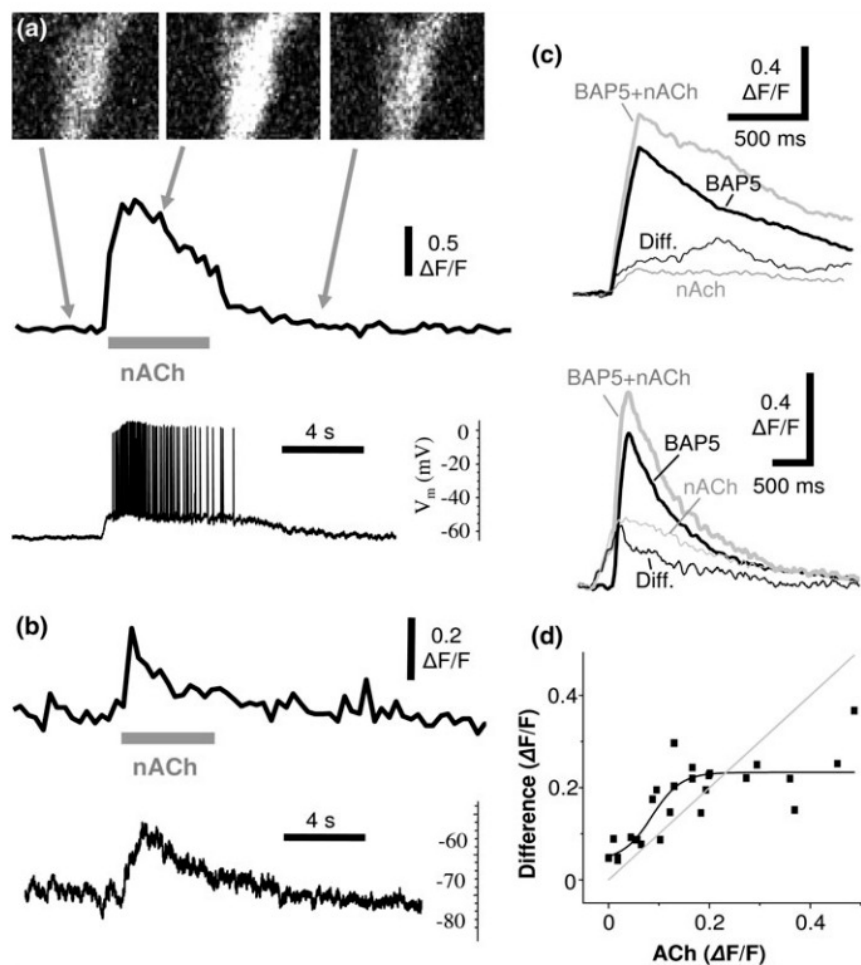 (a)
0.5
ΔF/F
nACh
4 s
0
-20
-40
-60
Vm (mV)
(b)
0.2
ΔF/F
nACh
4 s
-60
-70
-80
(c)
0.4
ΔF/F
500 ms
BAP5+nACh
BAP5
Diff.
nAch
BAP5+nACh
0.4
ΔF/F
BAP5
500 ms
nACh
Diff.
(d)
Difference (ΔF/F)
0.4
0.2
0
0
0.2
0.4
ACh (ΔF/F)